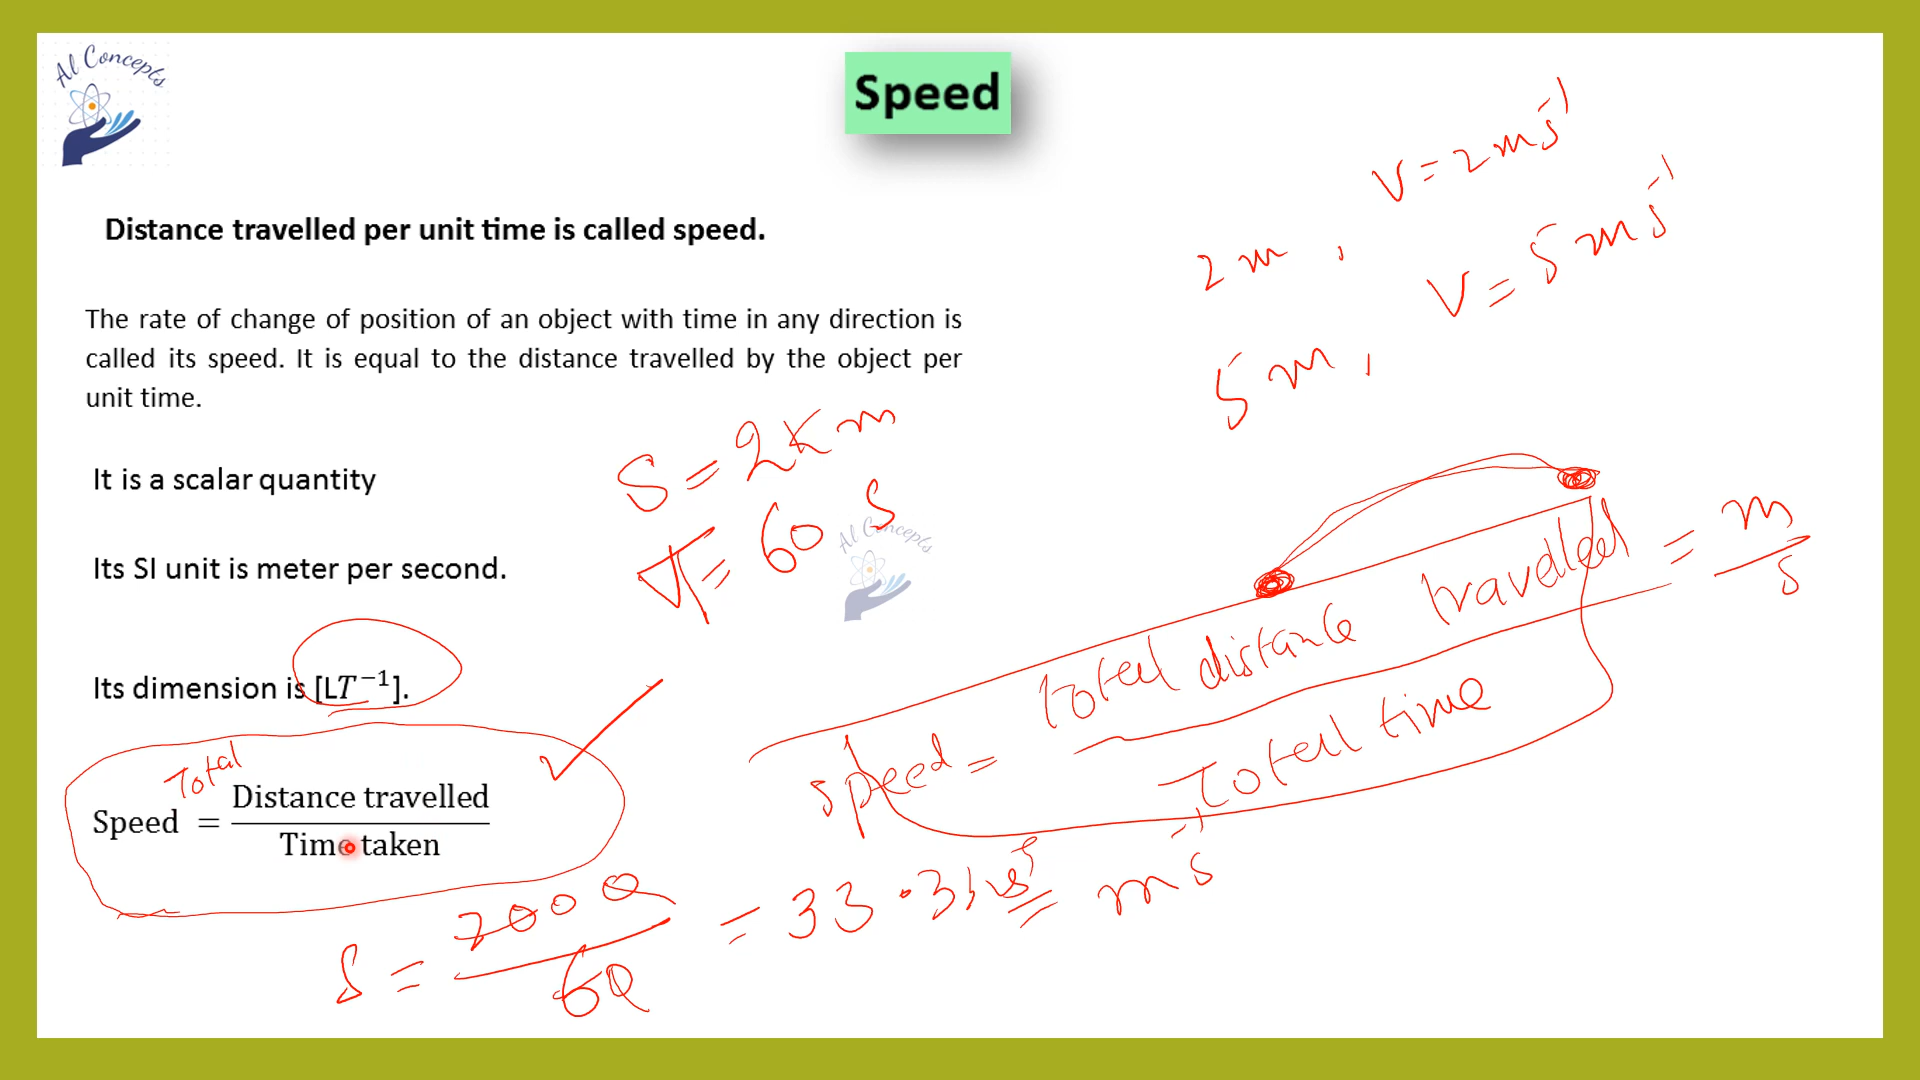 Al Concepts
Speed
Distance travelled per unit time is called speed.
The rate of change of position of an object with time in any direction is
called its speed. It is equal to the distance travelled by the object per
unit time.
It is a scalar quantity
Its SI unit is meter per second.
Its dimension is [LT⁻¹].
Total
Speed = Distance travelled
Time taken
V = 2 m s⁻¹
2 m ,
V = 5 m s⁻¹
5 m ,
S = 2 Km
T = 60 S
Al Concepts
speed = total distance travelled = m
Total time s
S = 2000
60
= 33.3
m s⁻¹